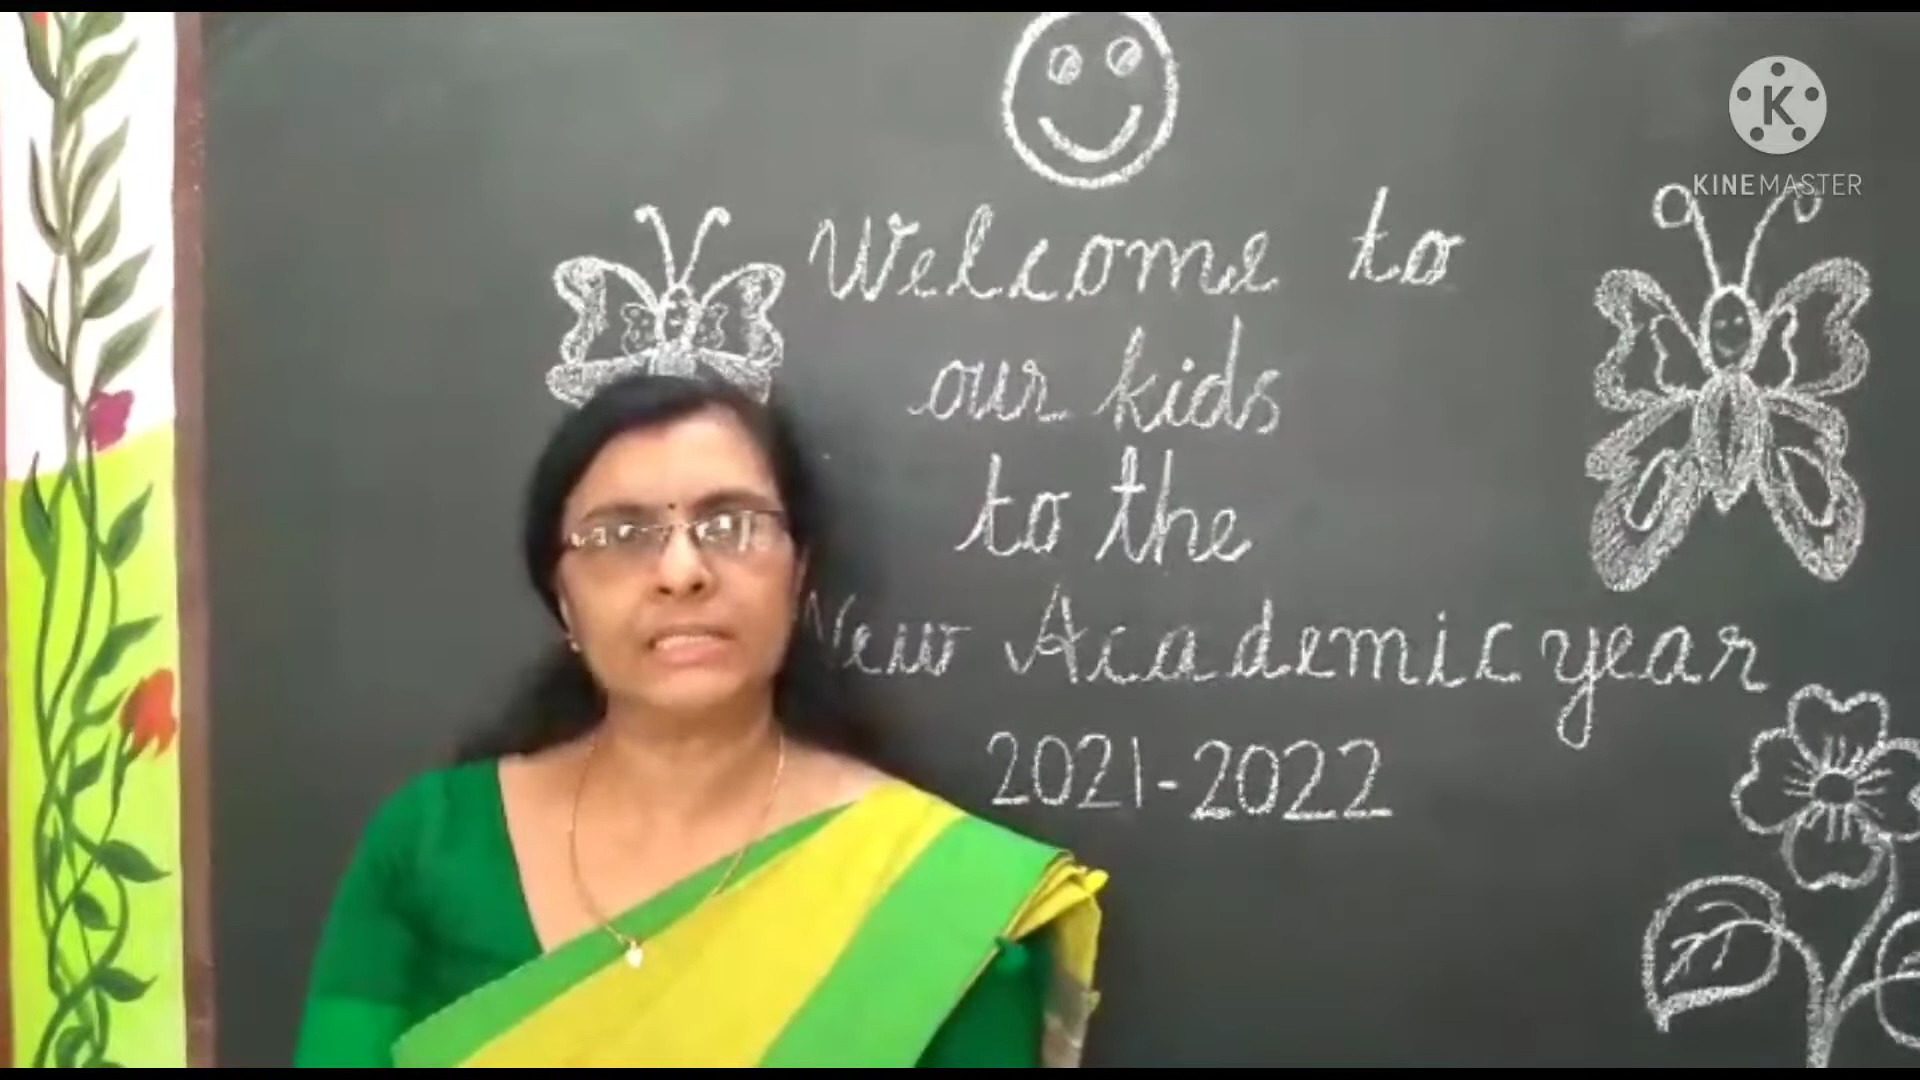 K
KINEMASTER
Welcome to
our kids
to the
New Academic year
2021-2022